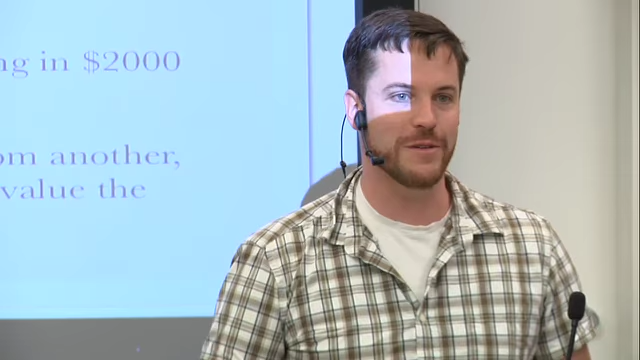 ng in $2000
om another,
value the